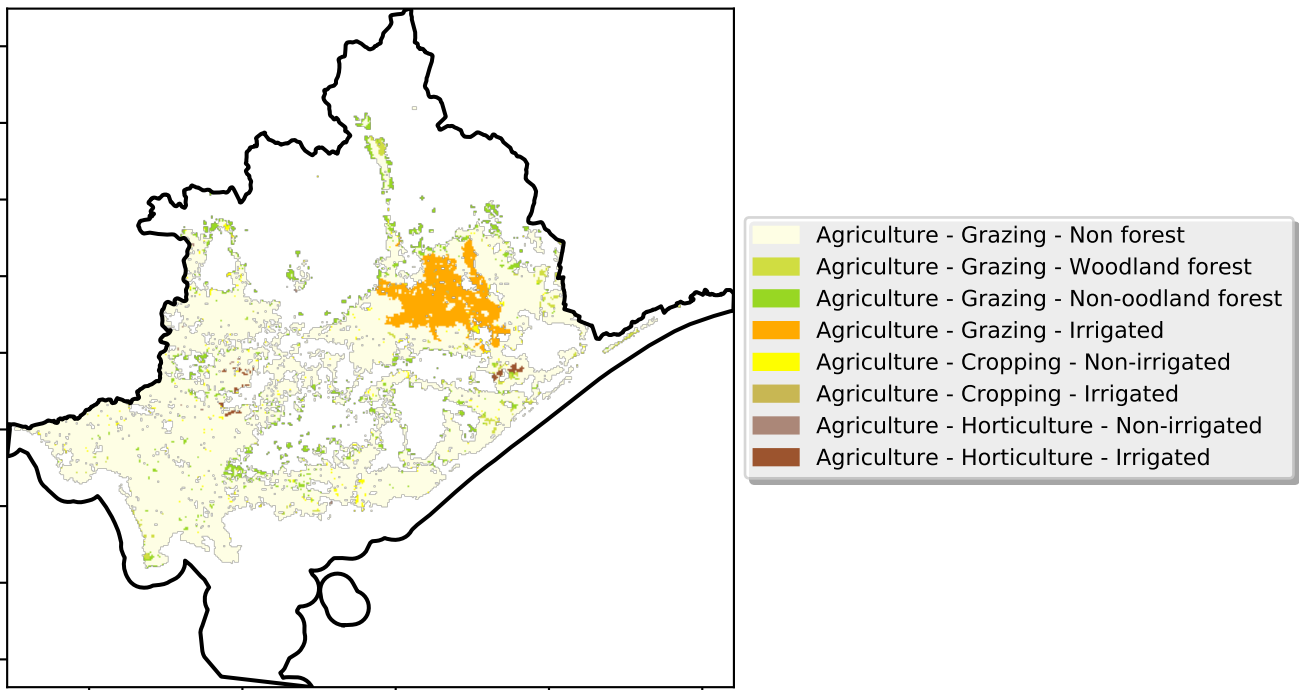 Agriculture - Grazing - Non forest
Agriculture - Grazing - Woodland forest
Agriculture - Grazing - Non-oodland forest
Agriculture - Grazing - Irrigated
Agriculture - Cropping - Non-irrigated
Agriculture - Cropping - Irrigated
Agriculture - Horticulture - Non-irrigated
Agriculture - Horticulture - Irrigated